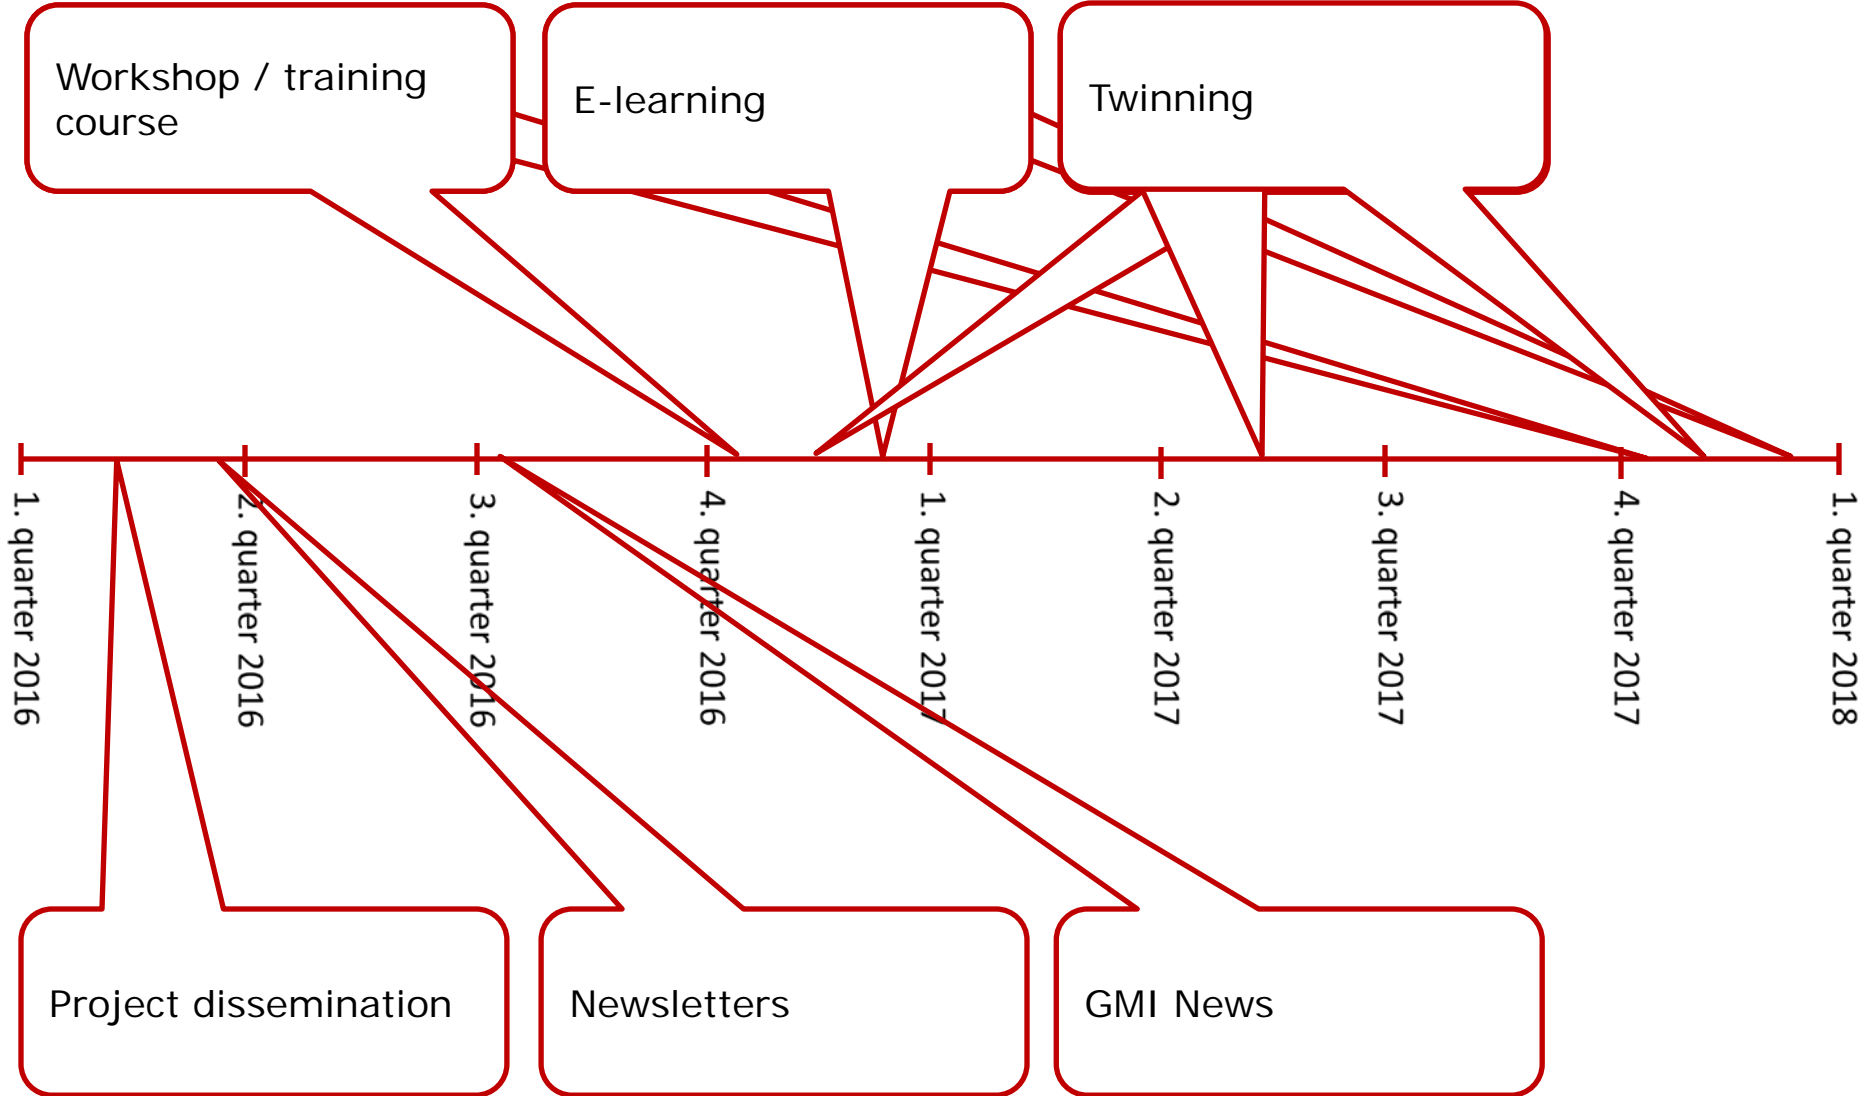 Workshop / training
course
E-learning
Twinning
1. quarter 2016
2. quarter 2016
3. quarter 2016
4. quarter 2016
1. quarter 2017
2. quarter 2017
3. quarter 2017
4. quarter 2017
1. quarter 2018
Project dissemination
Newsletters
GMI News